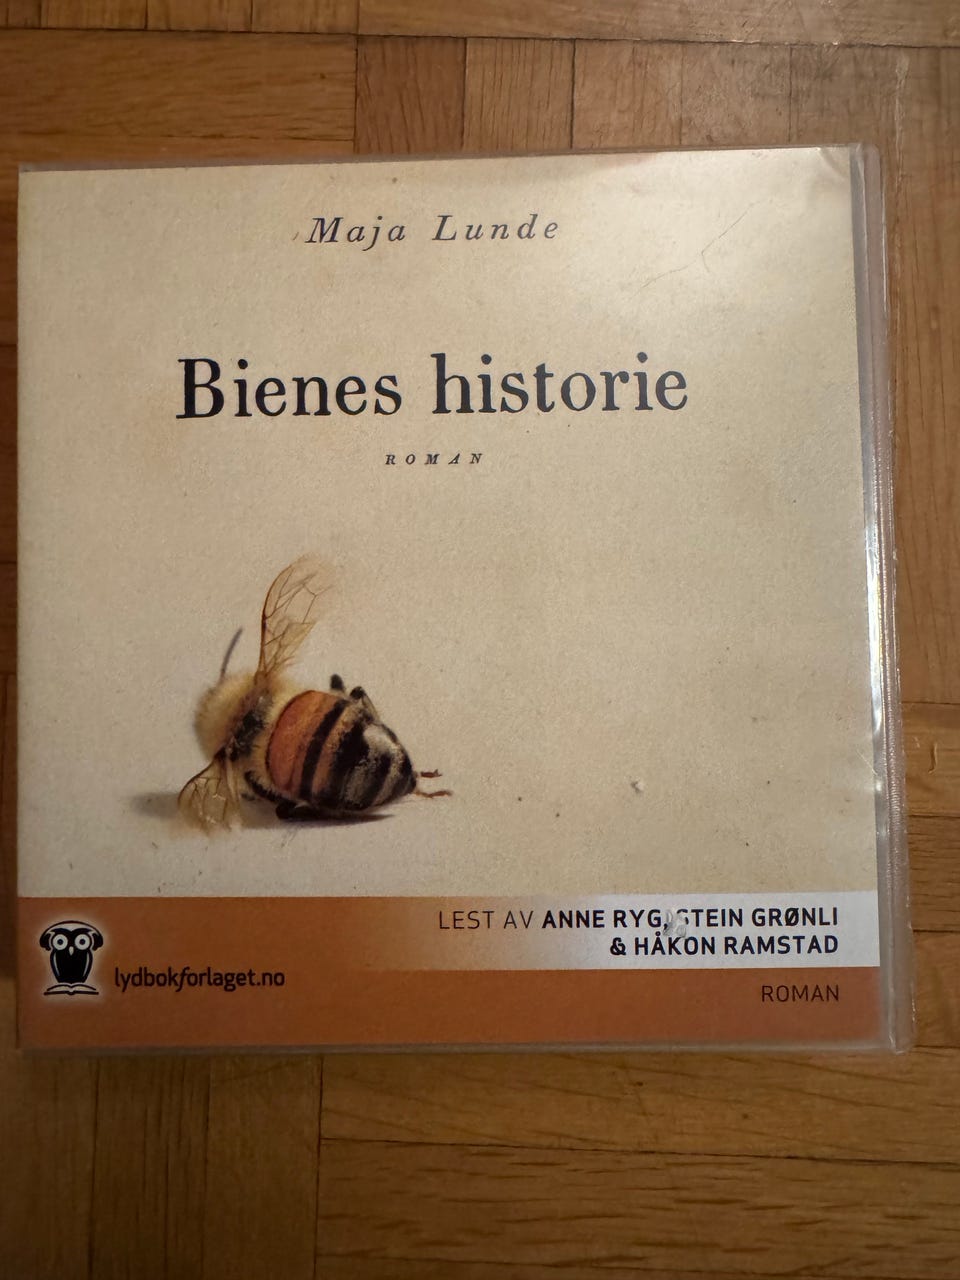 Maja Lunde
Bienes historie
ROMAN
LEST AV ANNE RYG, STEIN GRØNLI
& HÅKON RAMSTAD
lydbokforlaget.no
ROMAN